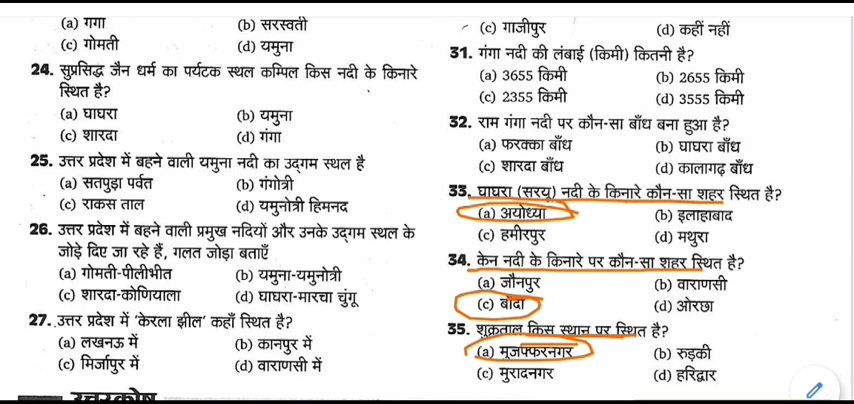 (a) गंगा
(b) सरस्वती
(c) गोमती
(d) यमुना
24. सुप्रसिद्ध जैन धर्म का पर्यटक स्थल कम्पिल किस नदी के किनारे
स्थित है?
(a) घाघरा
(b) यमुना
(c) शारदा
(d) गंगा
25. उत्तर प्रदेश में बहने वाली यमुना नदी का उद्गम स्थल है
(a) सतपुड़ा पर्वत
(b) गंगोत्री
(c) राकस ताल
(d) यमुनोत्री हिमनद
26. उत्तर प्रदेश में बहने वाली प्रमुख नदियों और उनके उद्गम स्थल के
जोड़े दिए जा रहे हैं, गलत जोड़ा बताएँ
(a) गोमती-पीलीभीत
(b) यमुना-यमुनोत्री
(c) शारदा-कोणियाला
(d) घाघरा-मारचा चुंगू
27. उत्तर प्रदेश में 'केरला झील' कहाँ स्थित है?
(a) लखनऊ में
(b) कानपुर में
(c) मिर्जापुर में
(d) वाराणसी में
उत्तरकोष
(c) गाजीपुर
(d) कहीं नहीं
31. गंगा नदी की लंबाई (किमी) कितनी है?
(a) 3655 किमी
(b) 2655 किमी
(c) 2355 किमी
(d) 3555 किमी
32. राम गंगा नदी पर कौन-सा बाँध बना हुआ है?
(a) फरक्का बाँध
(b) घाघरा बाँध
(c) शारदा बाँध
(d) कालागढ़ बाँध
33. घाघरा (सरयू) नदी के किनारे कौन-सा शहर स्थित है?
(a) अयोध्या
(b) इलाहाबाद
(c) हमीरपुर
(d) मथुरा
34. केन नदी के किनारे पर कौन-सा शहर स्थित है?
(a) जौनपुर
(b) वाराणसी
(c) बाँदा
(d) ओरछा
35. शुक्रताल किस स्थान पर स्थित है?
(a) मुजफ्फरनगर
(b) रुड़की
(c) मुरादनगर
(d) हरिद्वार